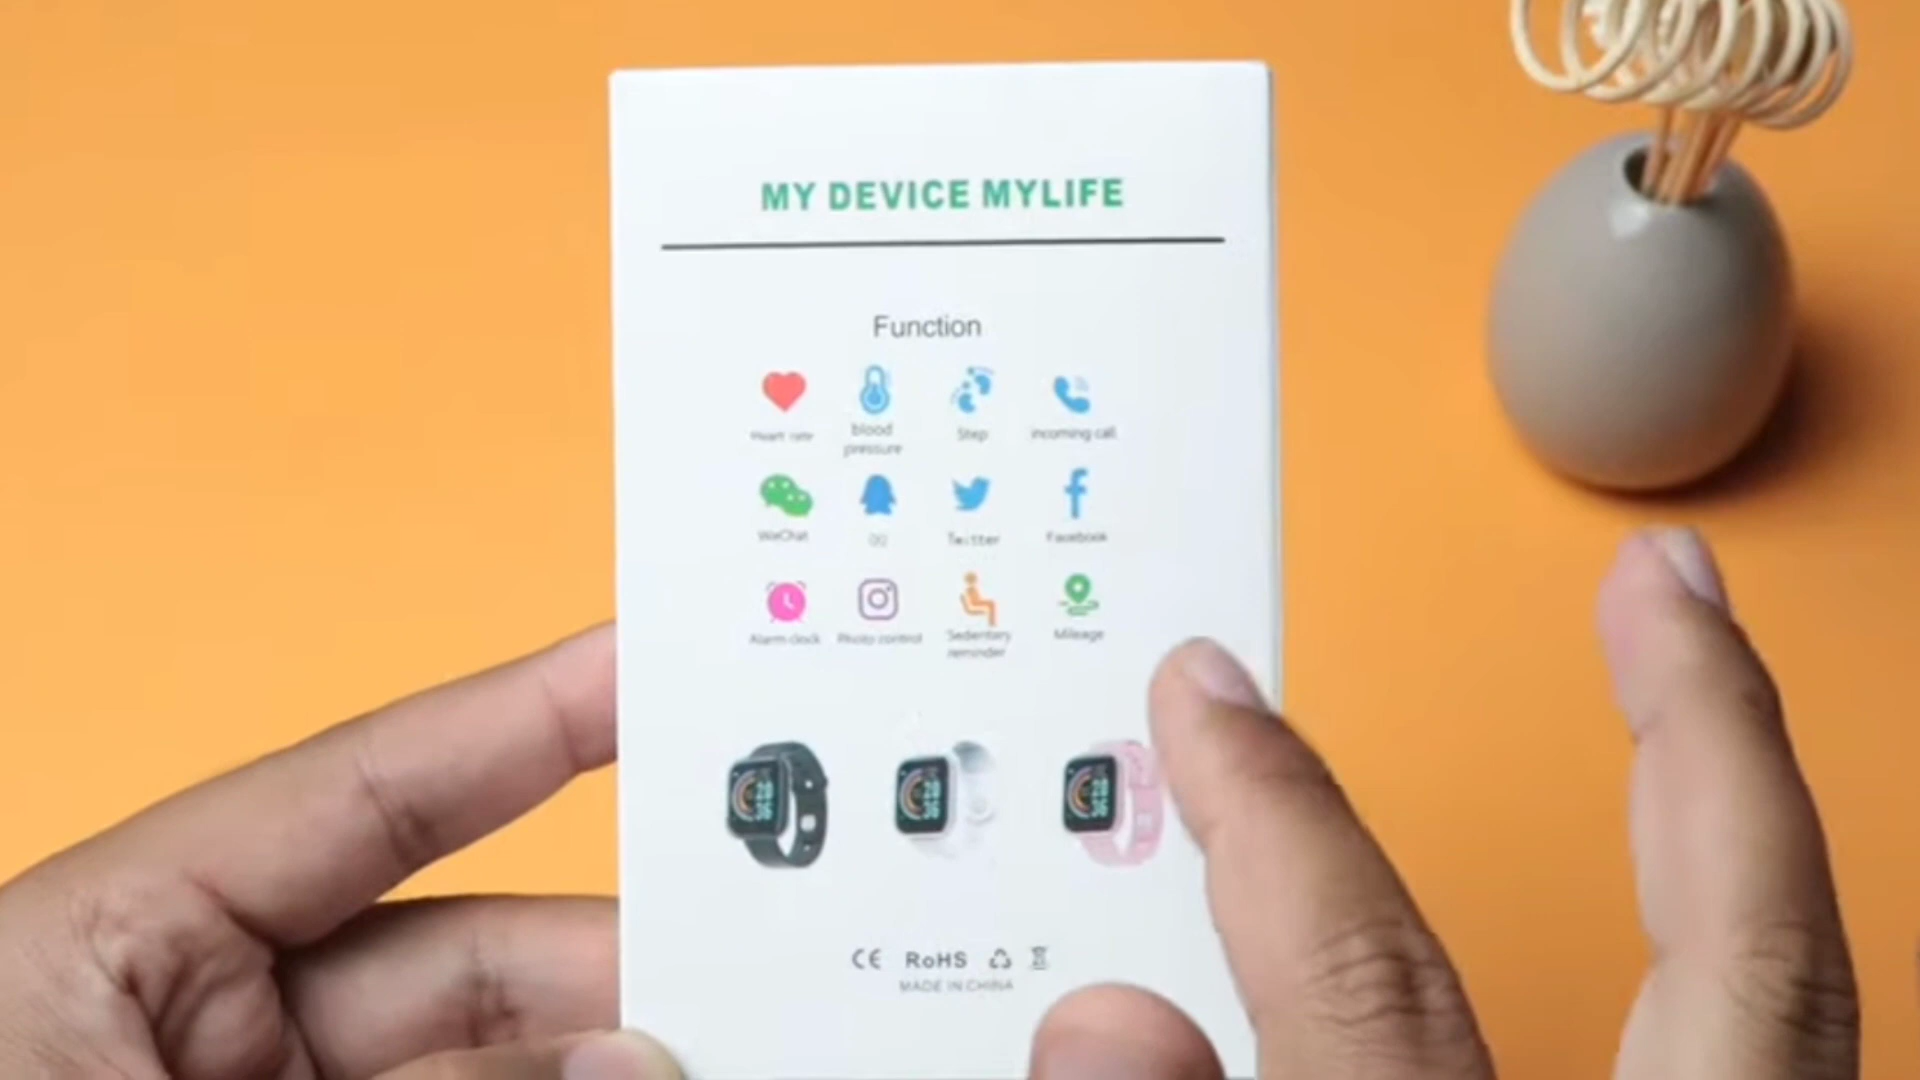 MY DEVICE MYLIFE
Function
Heart rate
blood
pressure
Step
incoming call
WeChat
QQ
Twitter
Facebook
Alarm clock
Photo control
Sedentary
reminder
Mileage
CE RoHS
MADE IN CHINA